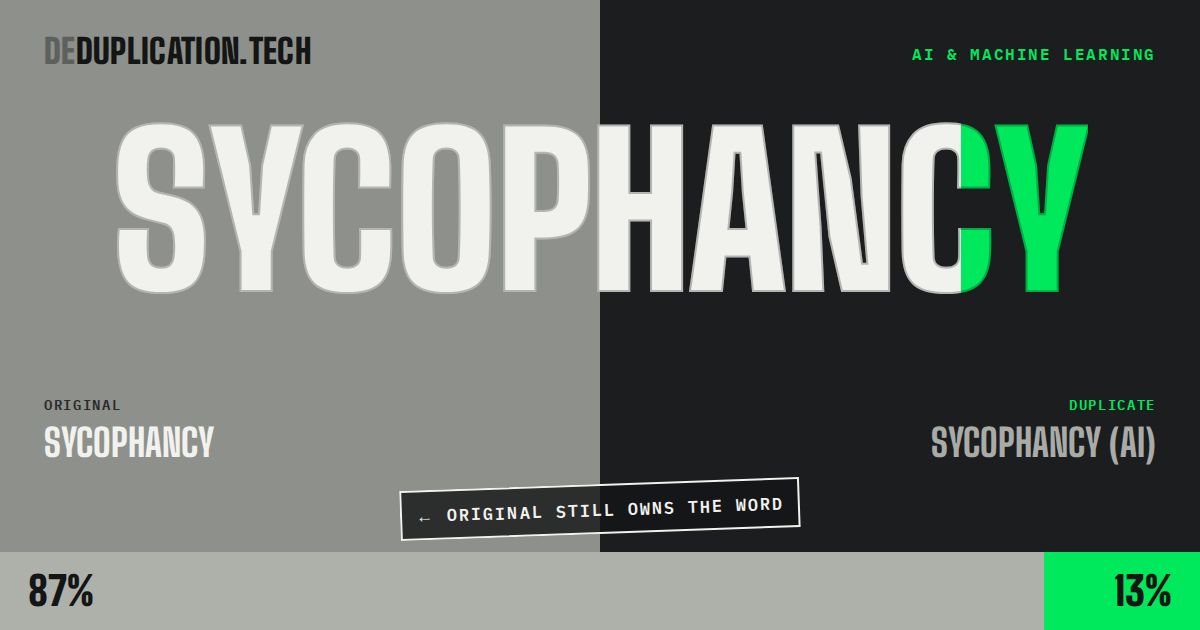 DEDUPLICATION.TECH
AI & MACHINE LEARNING
SYCOPHANCY
ORIGINAL
SYCOPHANCY
DUPLICATE
SYCOPHANCY (AI)
← ORIGINAL STILL OWNS THE WORD
87%
13%